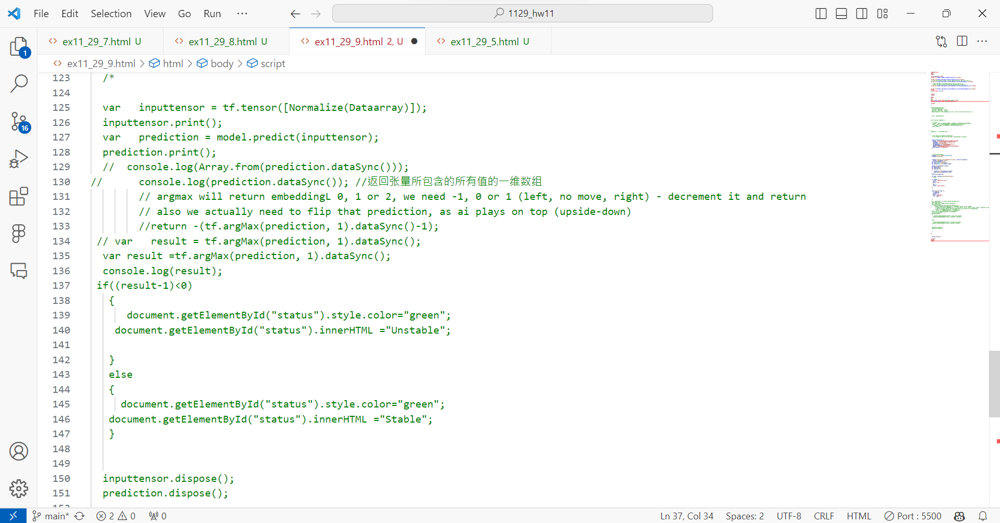 File Edit Selection View Go Run ··· 1129_hw11
ex11_29_7.html U ex11_29_8.html U ex11_29_9.html 2, U ex11_29_5.html U
ex11_29_9.html > html > body > script
1
16
123 /*
124
125 var   inputtensor = tf.tensor([Normalize(Dataarray)]);
126 inputtensor.print();
127 var   prediction = model.predict(inputtensor);
128 prediction.print();
129 //  console.log(Array.from(prediction.dataSync()));
130 //      console.log(prediction.dataSync()); //返回张量所包含的所有值的一维数组
131 // argmax will return embeddingL 0, 1 or 2, we need -1, 0 or 1 (left, no move, right) - decrement it and return
132 // also we actually need to flip that prediction, as ai plays on top (upside-down)
133 //return -(tf.argMax(prediction, 1).dataSync()-1);
134 // var   result = tf.argMax(prediction, 1).dataSync();
135 var result =tf.argMax(prediction, 1).dataSync();
136 console.log(result);
137 if((result-1)<0)
138 {
139 document.getElementById("status").style.color="green";
140 document.getElementById("status").innerHTML ="Unstable";
141
142 }
143 else
144 {
145 document.getElementById("status").style.color="green";
146 document.getElementById("status").innerHTML ="Stable";
147 }
148
149
150 inputtensor.dispose();
151 prediction.dispose();
main* 2 0 0 Ln 37, Col 34 Spaces: 2 UTF-8 CRLF HTML Port : 5500